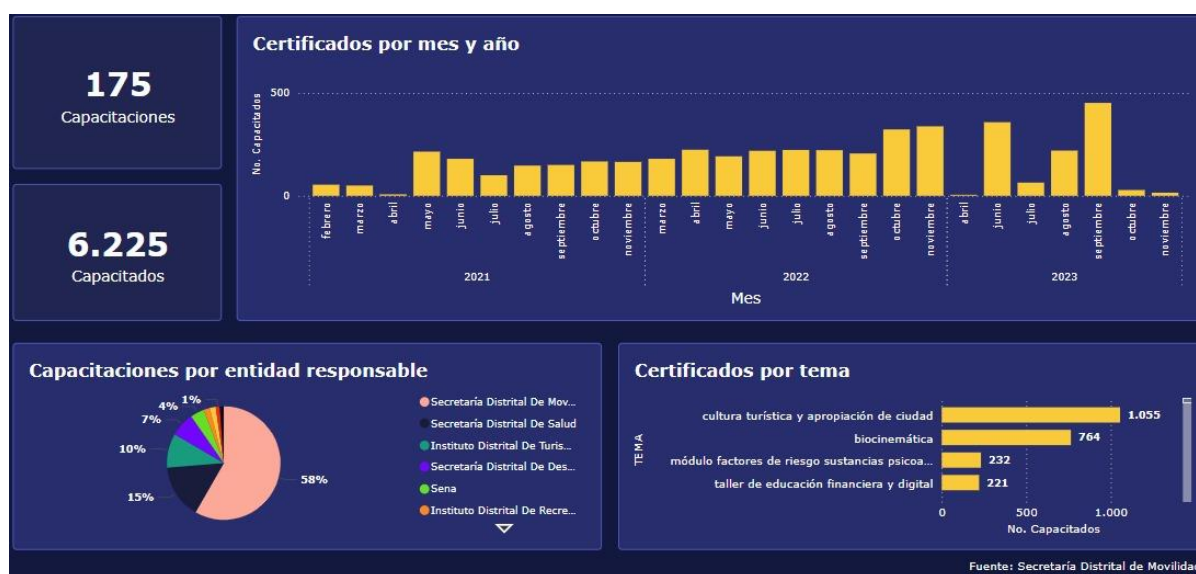 175
Capacitaciones
6.225
Capacitados
Certificados por mes y año
No. Capacitados
500
0
febrero
marzo
abril
mayo
junio
julio
agosto
septiembre
octubre
noviembre
marzo
abril
mayo
junio
julio
agosto
septiembre
octubre
noviembre
abril
junio
julio
agosto
septiembre
octubre
noviembre
2021
2022
2023
Mes
Capacitaciones por entidad responsable
1%
4%
7%
10%
15%
58%
Secretaría Distrital De Mov...
Secretaría Distrital De Salud
Instituto Distrital De Turis...
Secretaría Distrital De Des...
Sena
Instituto Distrital De Recre...
Certificados por tema
TEMA
cultura turística y apropiación de ciudad
1.055
biocinemática
764
módulo factores de riesgo sustancias psicoa...
232
taller de educación financiera y digital
221
0
500
1.000
No. Capacitados
Fuente: Secretaría Distrital de Movilidad